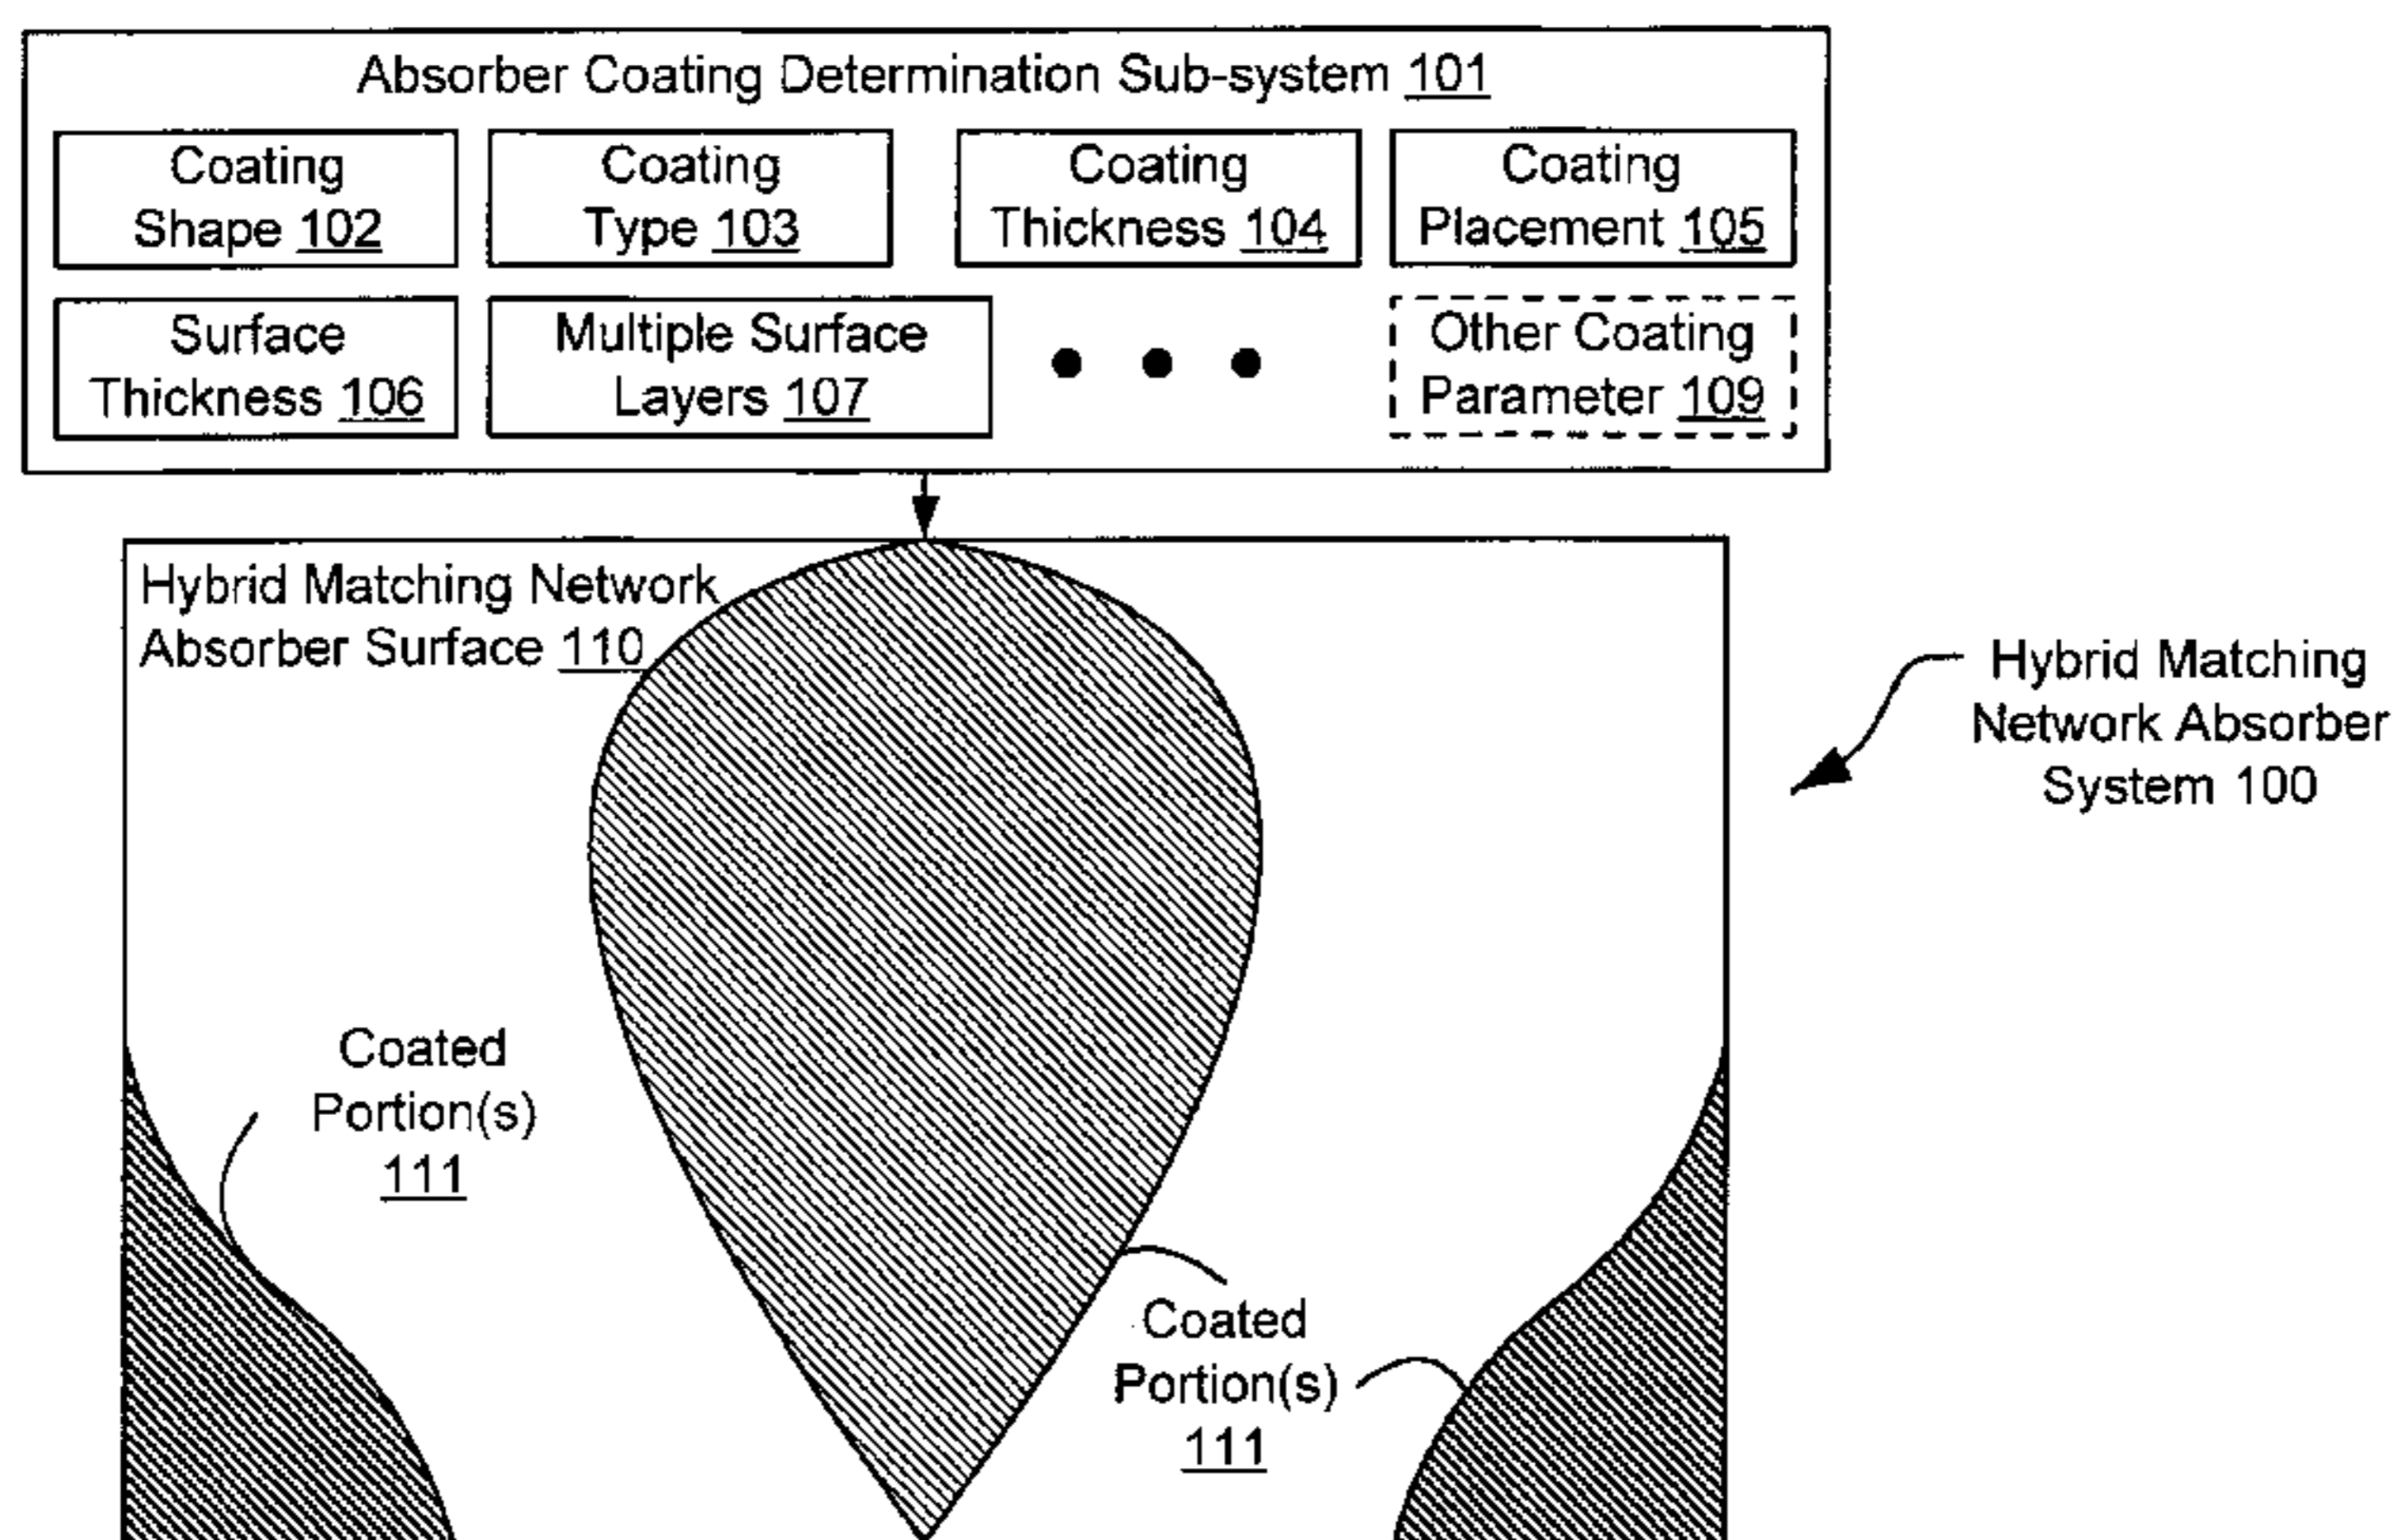 Absorber Coating Determination Sub-system 101
Coating
Shape 102
Coating
Type 103
Coating
Thickness 104
Coating
Placement 105
Surface
Thickness 106
Multiple Surface
Layers 107
Other Coating
Parameter 109
Hybrid Matching Network
Absorber Surface 110
Hybrid Matching
Network Absorber
System 100
Coated
Portion(s)
111
Coated
Portion(s)
111